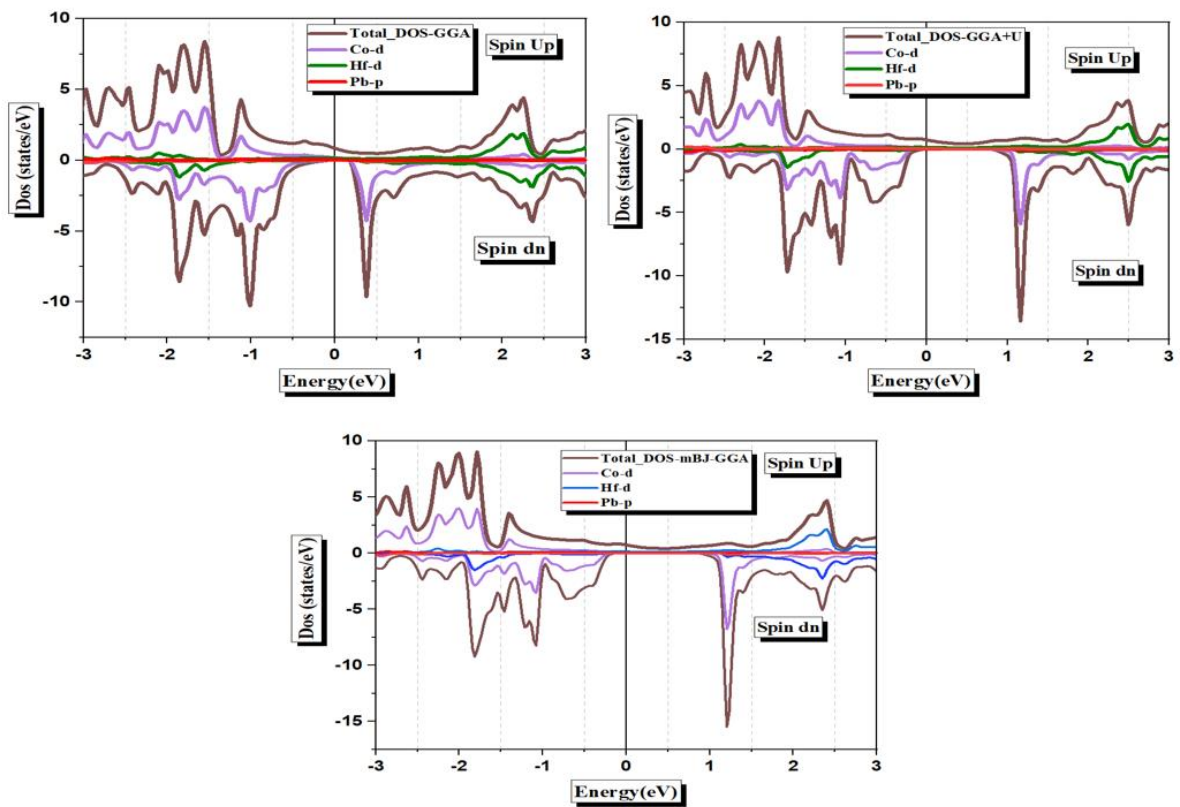 10
5
0
-5
-10
-3
-2
-1
0
1
2
3
Dos (states/eV)
Energy(eV)
Total_DOS-GGA
Co-d
Hf-d
Pb-p
Spin Up
Spin dn
10
5
0
-5
-10
-15
-3
-2
-1
0
1
2
3
Dos (states/eV)
Energy(eV)
Total_DOS-GGA+U
Co-d
Hf-d
Pb-p
Spin Up
Spin dn
10
5
0
-5
-10
-15
-3
-2
-1
0
1
2
3
Dos (states/eV)
Energy(eV)
Total_DOS-mBJ-GGA
Co-d
Hf-d
Pb-p
Spin Up
Spin dn